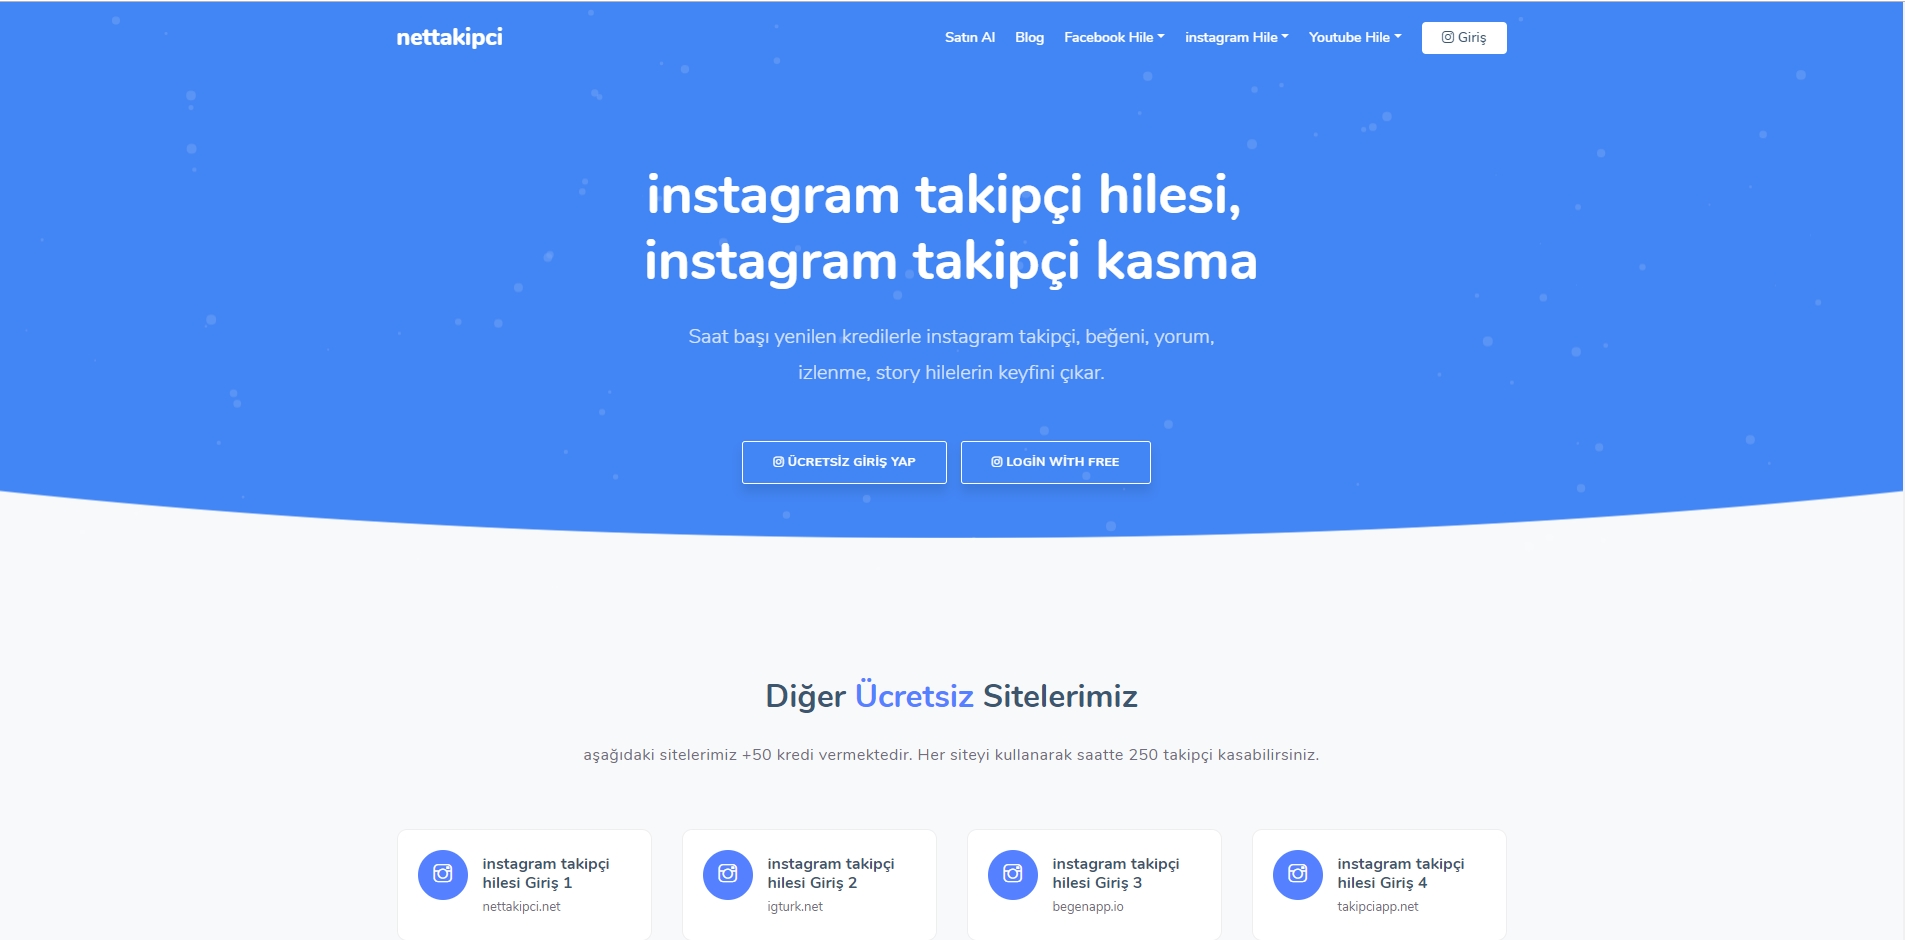 nettakipci
Satın Al
Blog
Facebook Hile
instagram Hile
Youtube Hile
Giriş
instagram takipçi hilesi,
instagram takipçi kasma
Saat başı yenilen kredilerle instagram takipçi, beğeni, yorum,
izlenme, story hilelerin keyfini çıkar.
ÜCRETSİZ GİRİŞ YAP
LOGİN WİTH FREE
Diğer Ücretsiz Sitelerimiz
aşağıdaki sitelerimiz +50 kredi vermektedir. Her siteyi kullanarak saatte 250 takipçi kasabilirsiniz.
instagram takipçi
hilesi Giriş 1
nettakipci.net
instagram takipçi
hilesi Giriş 2
igturk.net
instagram takipçi
hilesi Giriş 3
begenapp.io
instagram takipçi
hilesi Giriş 4
takipciapp.net